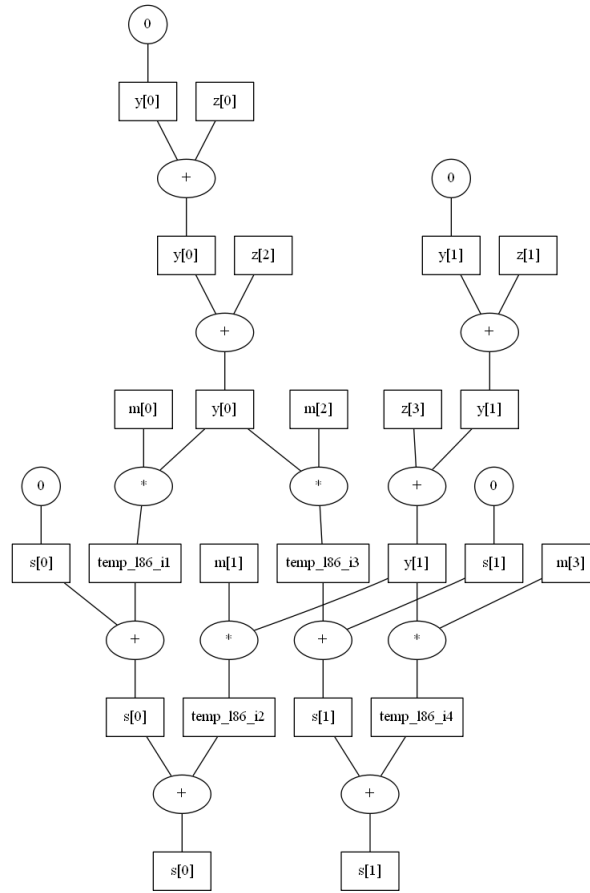 0
y[0] z[0]
+ 0
y[0] z[2] y[1] z[1]
+ +
m[0] y[0] m[2] z[3] y[1]
0 * * + 0
s[0] temp_l86_i1 m[1] temp_l86_i3 y[1] s[1] m[3]
+ * + *
s[0] temp_l86_i2 s[1] temp_l86_i4
+ +
s[0] s[1]